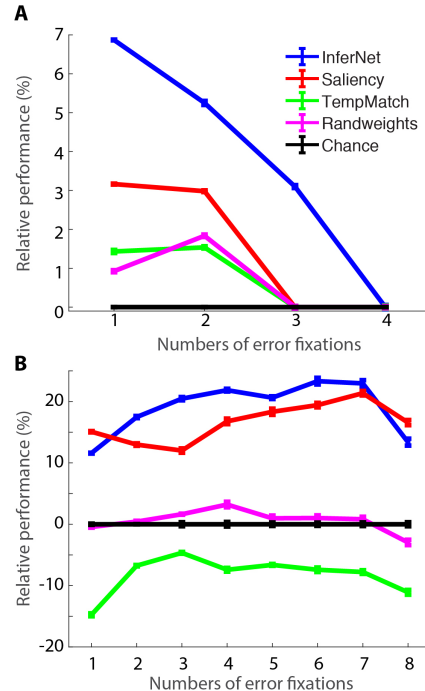 A
7
6
5
4
3
2
1
0
Relative performance (%)
InferNet
Saliency
TempMatch
Randweights
Chance
1 2 3 4
Numbers of error fixations
B
20
10
0
-10
-20
Relative performance (%)
1 2 3 4 5 6 7 8
Numbers of error fixations